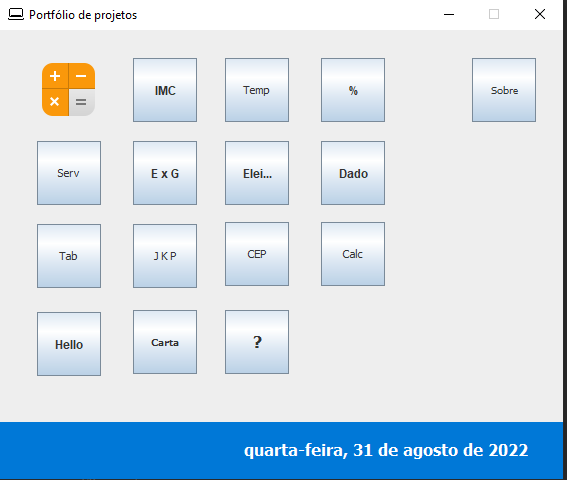 Portfólio de projetos
IMC
Temp
%
Sobre
Serv
E x G
Elei...
Dado
Tab
J K P
CEP
Calc
Hello
Carta
?
quarta-feira, 31 de agosto de 2022